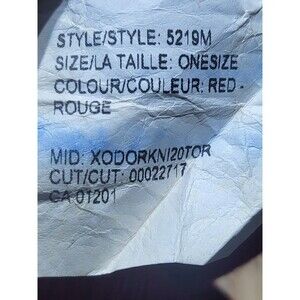 STYLE/STYLE: 5219M
SIZE/LA TAILLE: ONESIZE
COLOUR/COULEUR: RED -
ROUGE
MID: XODORKNI20TOR
CUT/CUT: 00022717
CA 01201